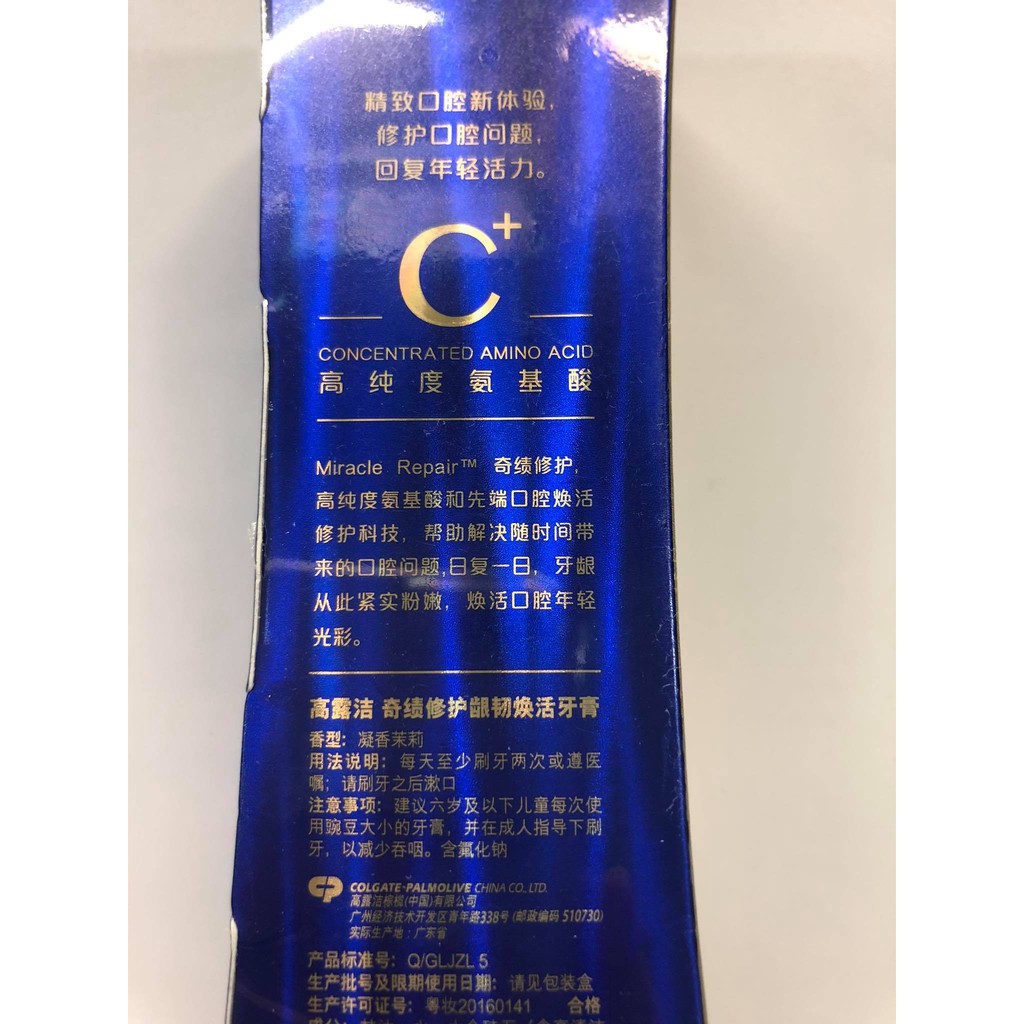 精致口腔新体验,
修护口腔问题,
回复年轻活力。
C+
CONCENTRATED AMINO ACID
高纯度氨基酸
Miracle Repair™ 奇绩修护,
高纯度氨基酸和先端口腔焕活
修护科技, 帮助解决随时间带
来的口腔问题,日复一日, 牙龈
从此紧实粉嫩, 焕活口腔年轻
光彩。
高露洁 奇绩修护龈韧焕活牙膏
香型: 凝香茉莉
用法说明: 每天至少刷牙两次或遵医
嘱; 请刷牙之后漱口
注意事项: 建议六岁及以下儿童每次使
用豌豆大小的牙膏, 并在成人指导下刷
牙, 以减少吞咽。含氟化钠
CP COLGATE-PALMOLIVE CHINA CO., LTD.
高露洁棕榄(中国)有限公司
广州经济技术开发区青年路338号 (邮政编码 510730)
实际生产地: 广东省
产品标准号: Q/GLJZL 5
生产批号及限期使用日期: 请见包装盒
生产许可证号: 粤妆20160141 合格